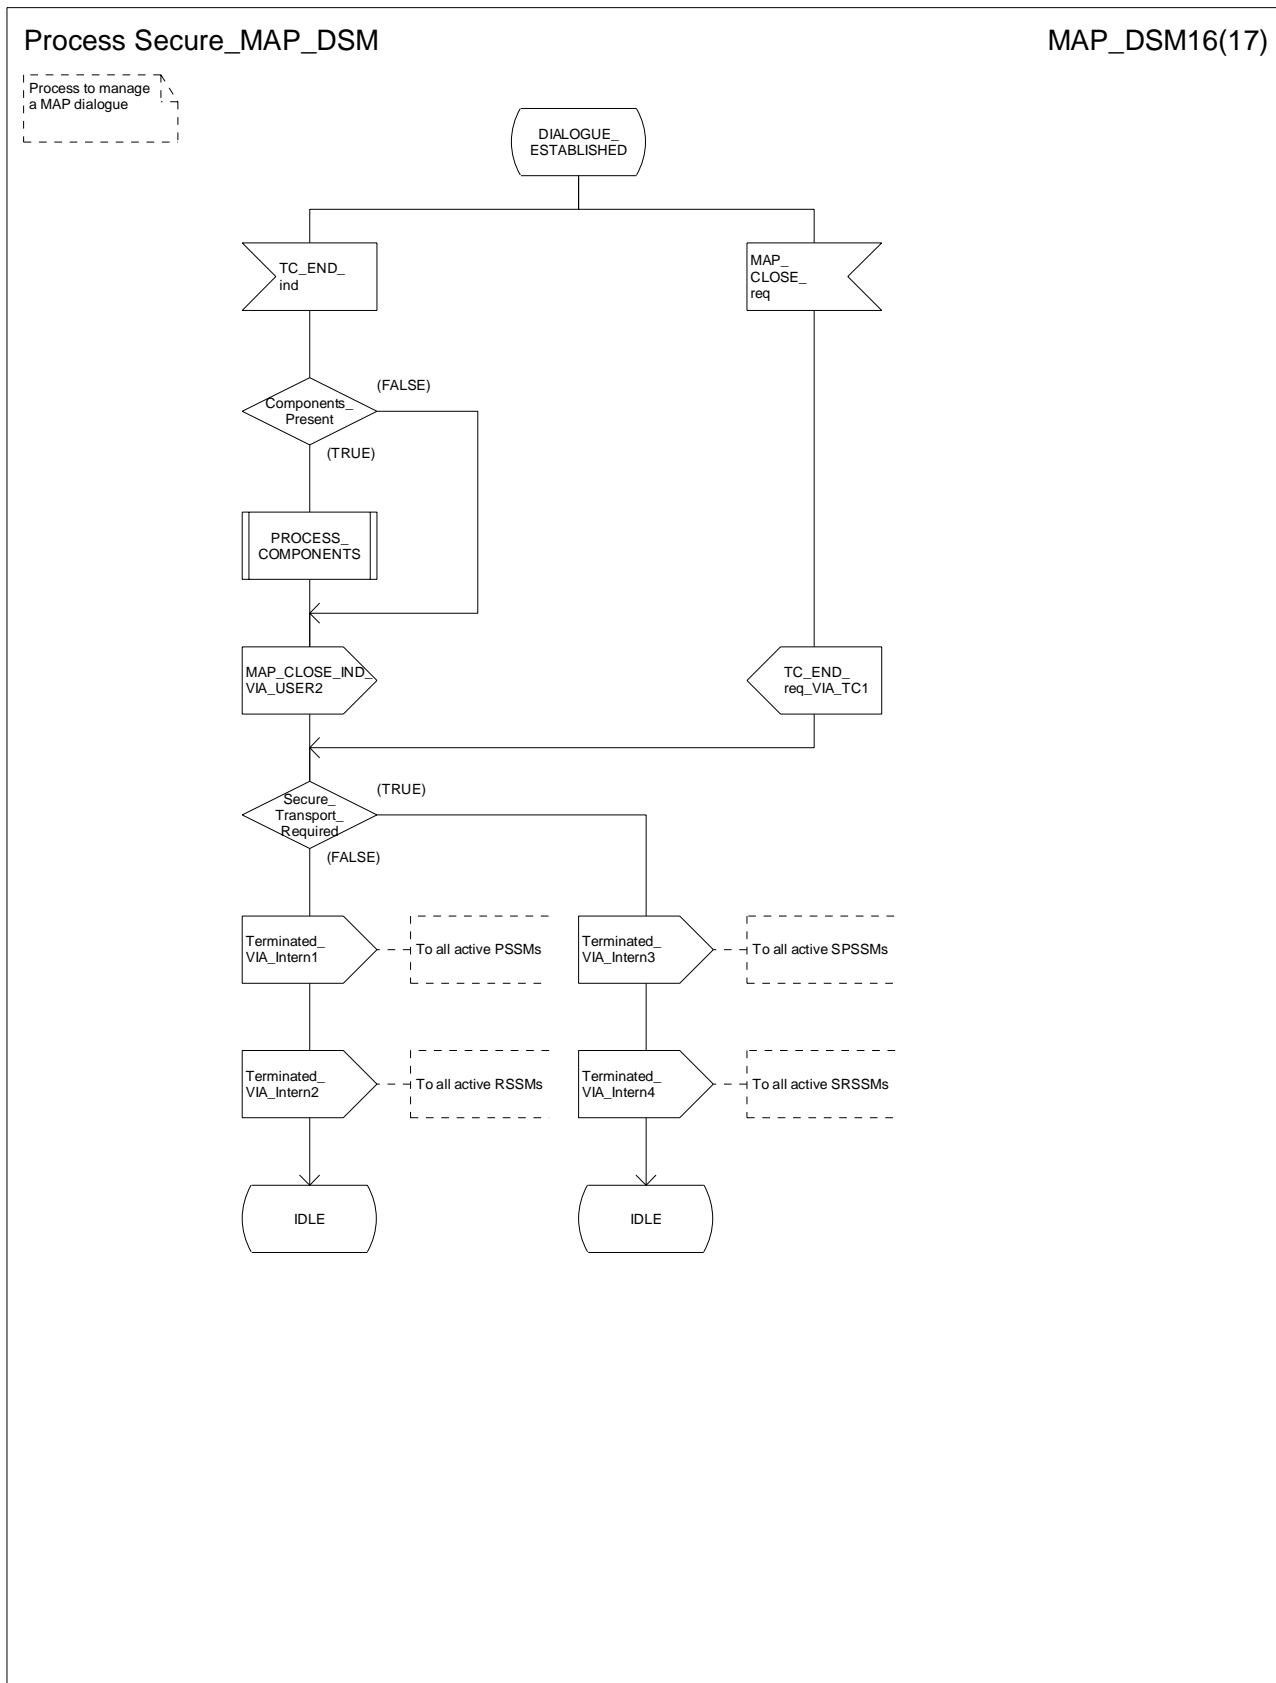 Process Secure_MAP_DSM
MAP_DSM16(17)
Process to manage
a MAP dialogue
DIALOGUE_
ESTABLISHED
TC_END_
ind
MAP_
CLOSE_
req
(FALSE)
Components_
Present
(TRUE)
PROCESS_
COMPONENTS
MAP_CLOSE_IND_
VIA_USER2
TC_END_
req_VIA_TC1
(TRUE)
Secure_
Transport_
Required
(FALSE)
Terminated_
VIA_Intern1
To all active PSSMs
Terminated_
VIA_Intern3
To all active SPSSMs
Terminated_
VIA_Intern2
To all active RSSMs
Terminated_
VIA_Intern4
To all active SRSSMs
IDLE
IDLE